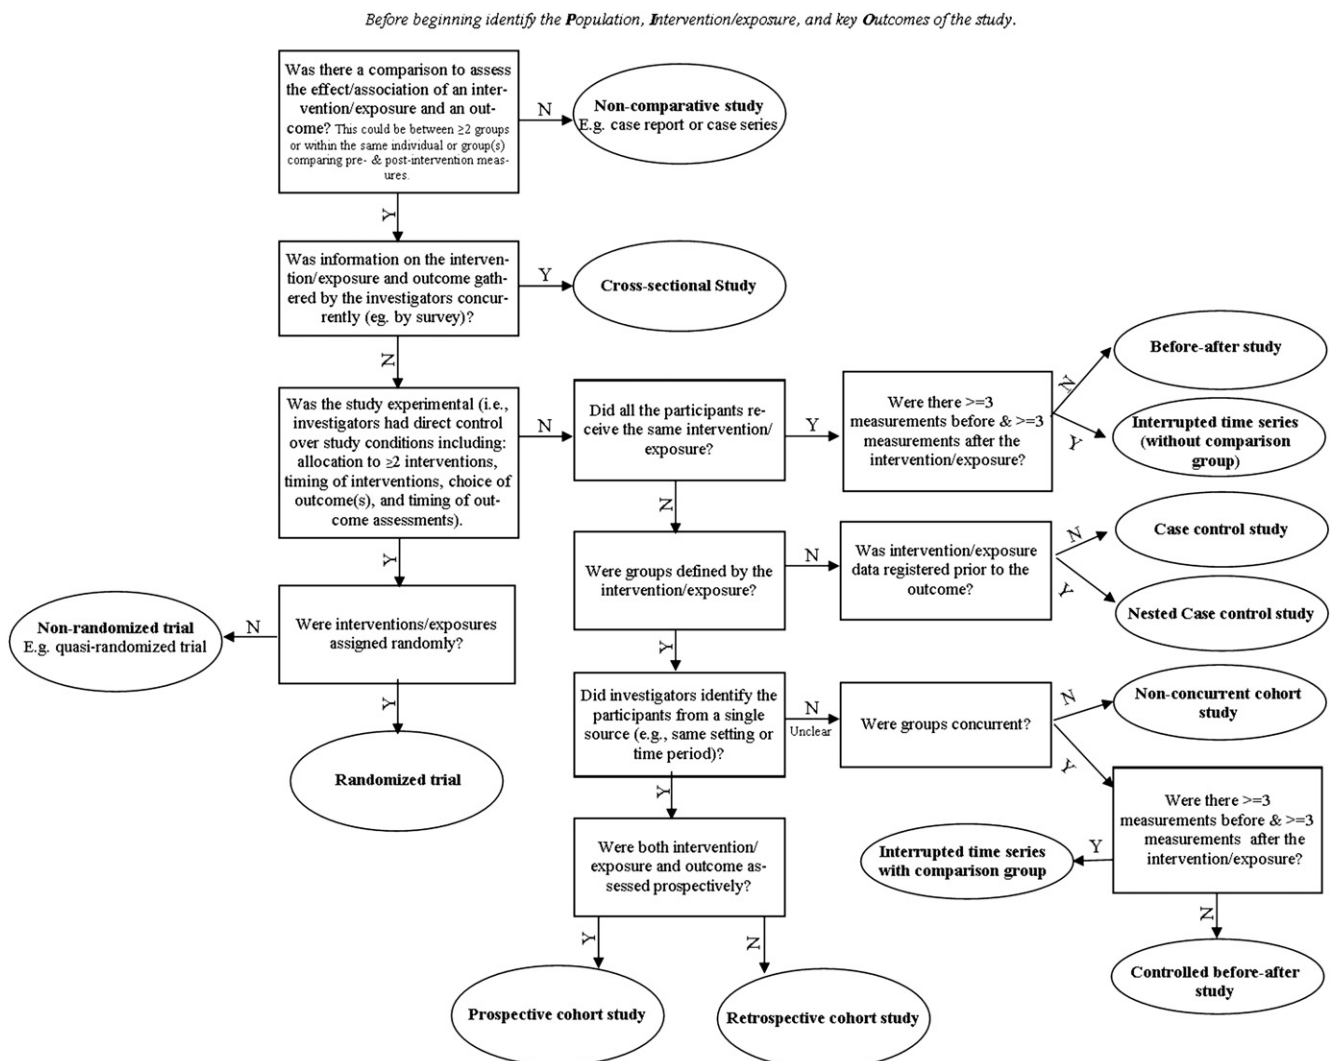 Before beginning identify the Population, Intervention/exposure, and key Outcomes of the study.
Was there a comparison to assess
the effect/association of an inter-
vention/exposure and an out-
come? This could be between ≥2 groups
or within the same individual or group(s)
comparing pre- & post-intervention meas-
ures.
N
Non-comparative study
E.g. case report or case series
Y
Was information on the interven-
tion/exposure and outcome gath-
ered by the investigators concur-
rently (eg. by survey)?
Y
Cross-sectional Study
N
Was the study experimental (i.e.,
investigators had direct control
over study conditions including:
allocation to ≥2 interventions,
timing of interventions, choice of
outcome(s), and timing of out-
come assessments).
N
Did all the participants re-
ceive the same intervention/
exposure?
Y
Were there >=3
measurements before & >=3
measurements after the
intervention/exposure?
N
Before-after study
Y
Interrupted time series
(without comparison
group)
N
Y
Were groups defined by the
intervention/exposure?
N
Was intervention/exposure
data registered prior to the
outcome?
N
Case control study
Y
Nested Case control study
Were interventions/exposures
assigned randomly?
N
Non-randomized trial
E.g. quasi-randomized trial
Y
Randomized trial
Y
Did investigators identify the
participants from a single
source (e.g., same setting or
time period)?
N
Unclear
Were groups concurrent?
N
Non-concurrent cohort
study
Y
Were there >=3
measurements before & >=3
measurements after the
intervention/exposure?
Y
Interrupted time series
with comparison group
N
Controlled before-after
study
Y
Were both intervention/
exposure and outcome as-
sessed prospectively?
Y
Prospective cohort study
N
Retrospective cohort study